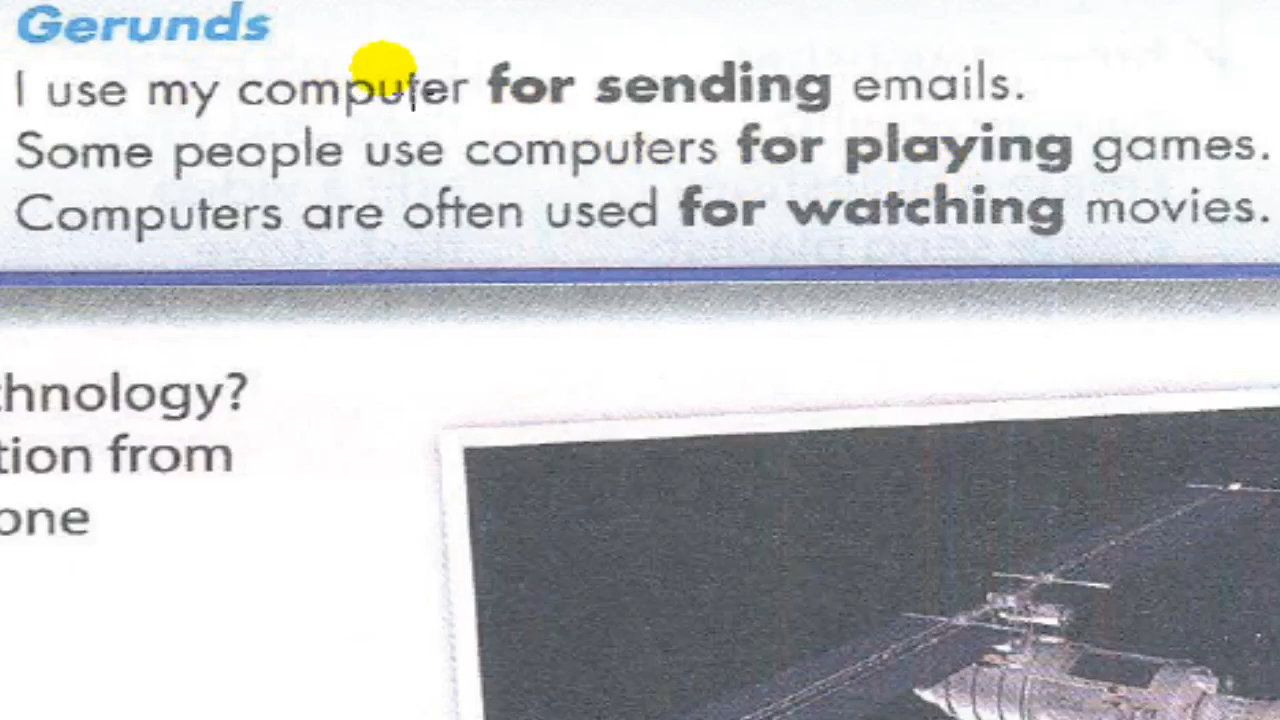 Gerunds
I use my computer for sending emails.
Some people use computers for playing games.
Computers are often used for watching movies.
chnology?
tion from
one